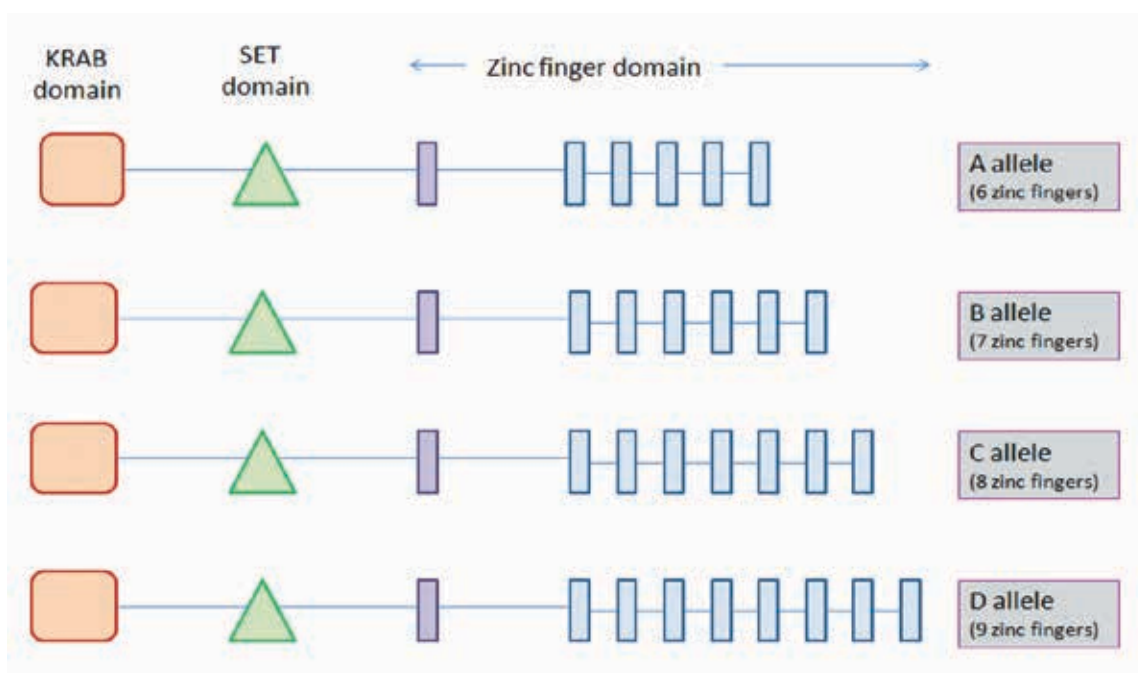 KRAB
domain
SET
domain
Zinc finger domain
A allele
(6 zinc fingers)
B allele
(7 zinc fingers)
C allele
(8 zinc fingers)
D allele
(9 zinc fingers)